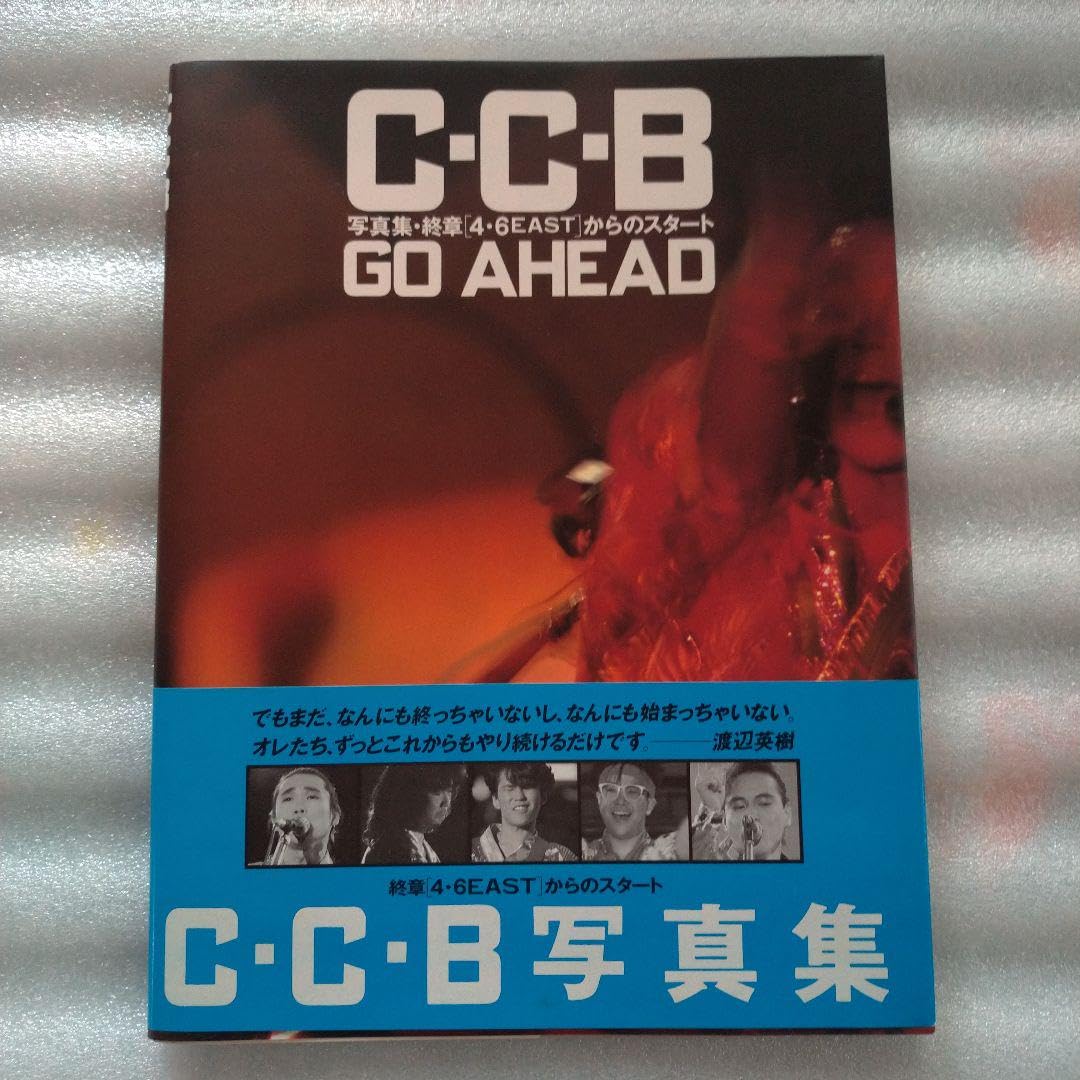 C・C・B
写真集・終章[4・6EAST]からのスタート
GO AHEAD
でもまだ、なんにも終っちゃいないし、なんにも始まっちゃいない。
オレたち、ずっとこれからもやり続けるだけです。――渡辺英樹
終章[4・6EAST]からのスタート
C・C・B写真集